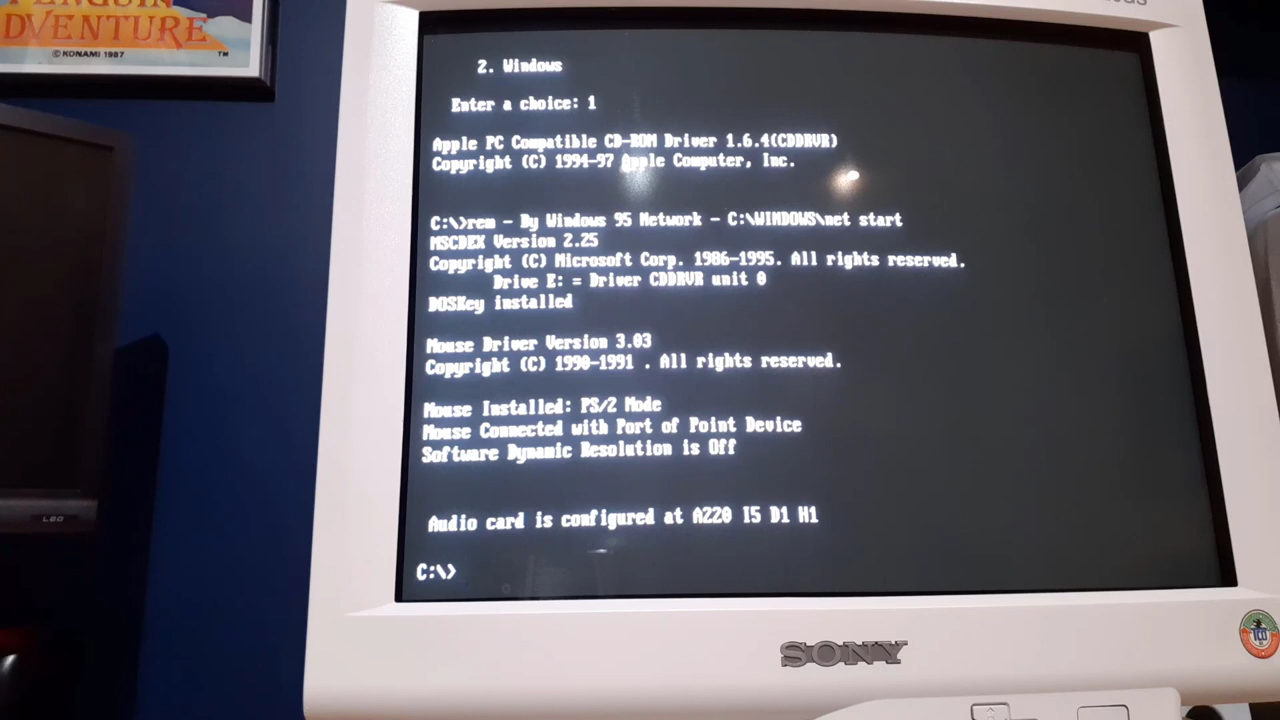 PENGUIN
ADVENTURE
©KONAMI 1987 TM
2. Windows
Enter a choice: 1
Apple PC Compatible CD-ROM Driver 1.6.4(CDDRVR)
Copyright (C) 1994-97 Apple Computer, Inc.
C:\>rem - By Windows 95 Network - C:\WINDOWS\net start
MSCDEX Version 2.25
Copyright (C) Microsoft Corp. 1986-1995. All rights reserved.
Drive E: = Driver CDDRVR unit 0
DOSKey installed
Mouse Driver Version 3.03
Copyright (C) 1990-1991 . All rights reserved.
Mouse Installed: PS/2 Mode
Mouse Connected with Port of Point Device
Software Dynamic Resolution is Off
Audio card is configured at A220 I5 D1 H1
C:\>
SONY
TCO